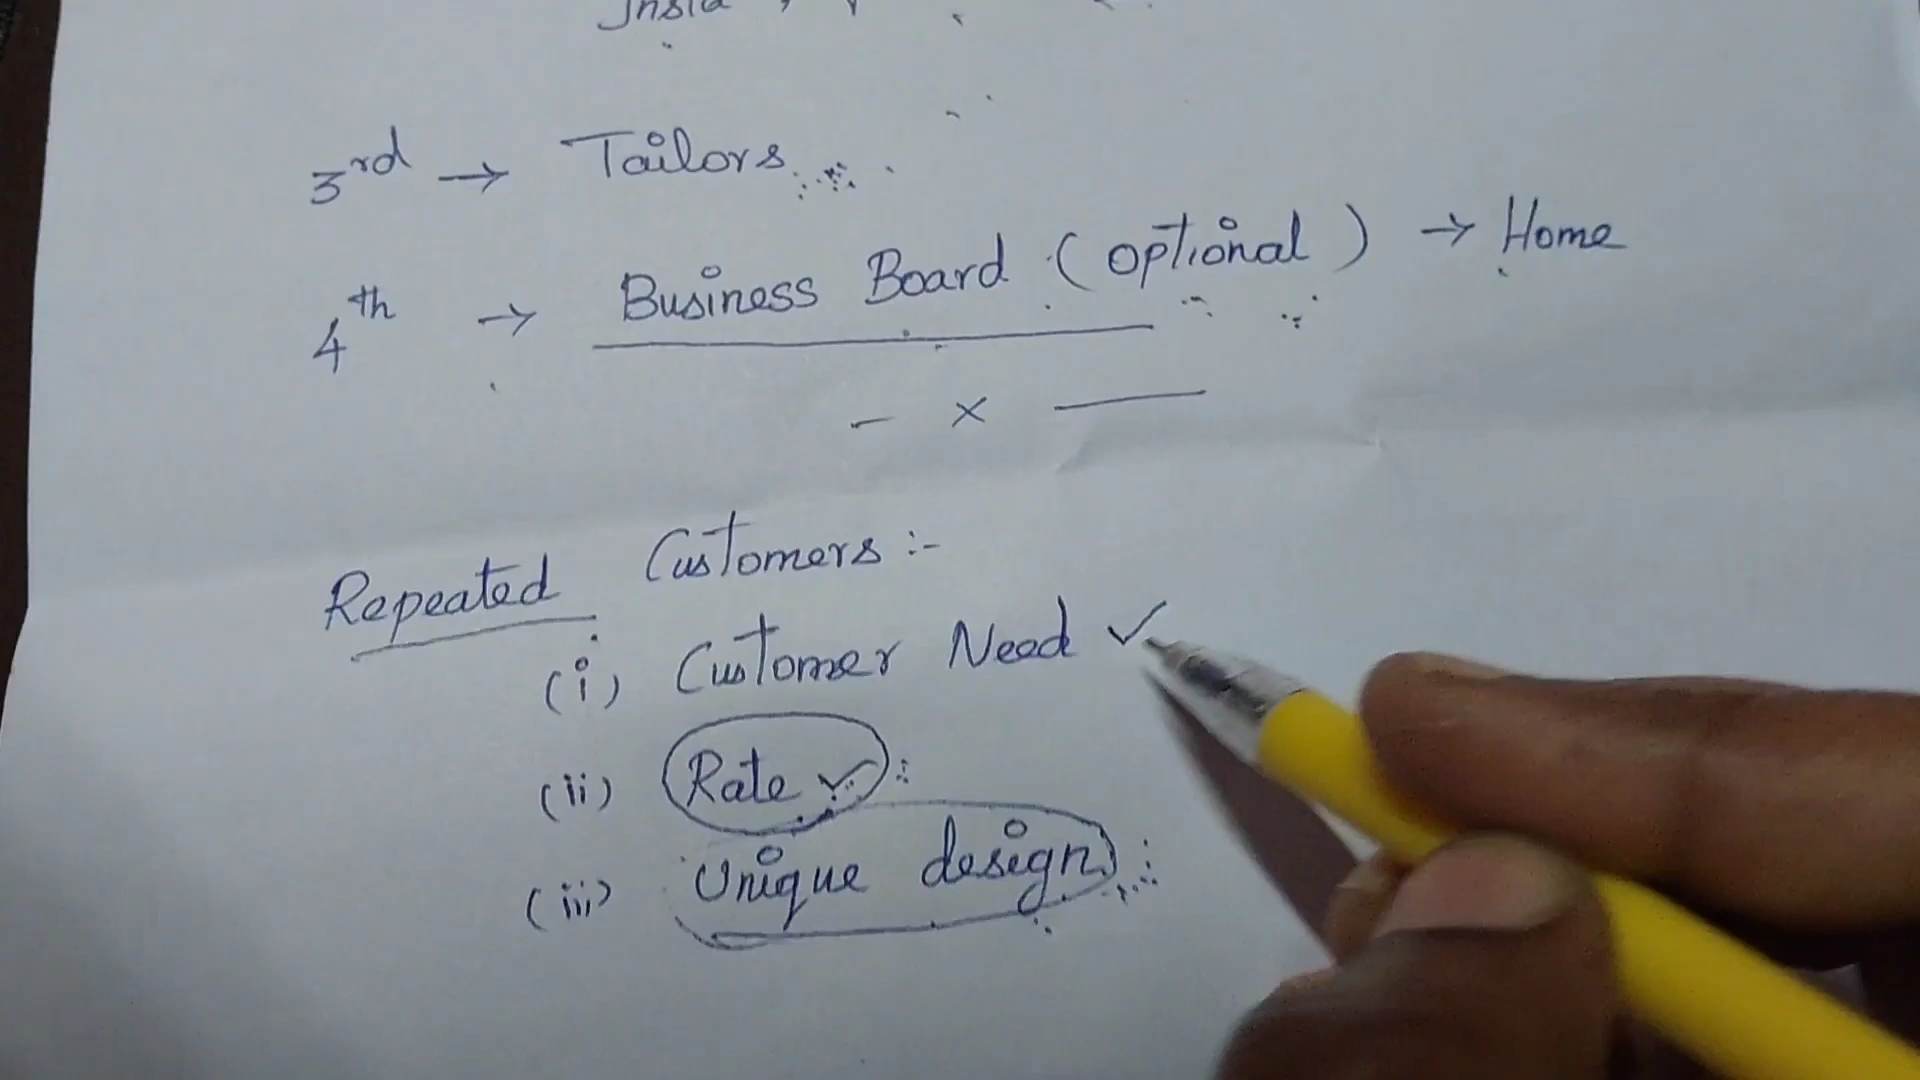 3rd → Tailors
4th → Business Board (optional) → Home
— x —
Repeated Customers :-
(i) Customer Need ✓
(ii) Rate ✓
(iii) Unique design